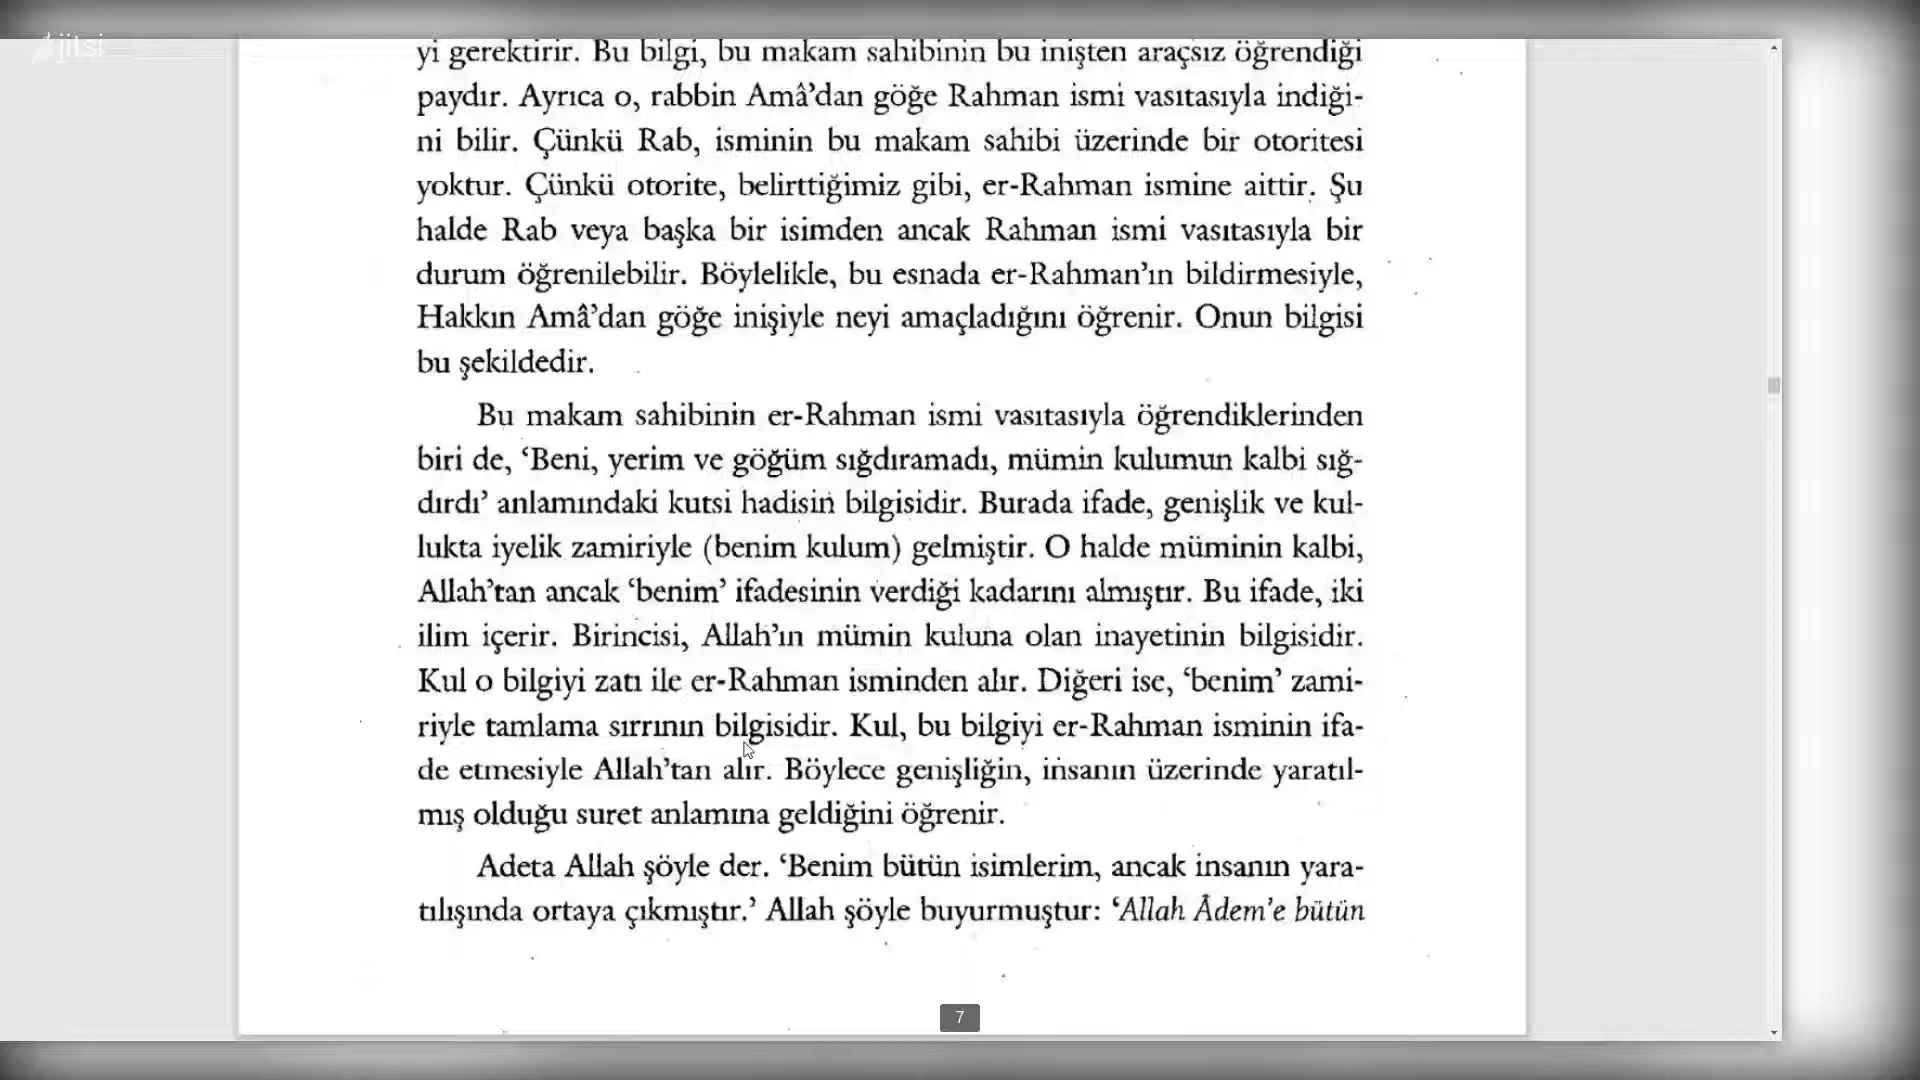 jitsi
yi gerektirir. Bu bilgi, bu makam sahibinin bu inişten araçsız öğrendiği
paydır. Ayrıca o, rabbin Amâ’dan göğe Rahman ismi vasıtasıyla indiği-
ni bilir. Çünkü Rab, isminin bu makam sahibi üzerinde bir otoritesi
yoktur. Çünkü otorite, belirttiğimiz gibi, er-Rahman ismine aittir. Şu
halde Rab veya başka bir isimden ancak Rahman ismi vasıtasıyla bir
durum öğrenilebilir. Böylelikle, bu esnada er-Rahman’ın bildirmesiyle,
Hakkın Amâ’dan göğe inişiyle neyi amaçladığını öğrenir. Onun bilgisi
bu şekildedir.
Bu makam sahibinin er-Rahman ismi vasıtasıyla öğrendiklerinden
biri de, ‘Beni, yerim ve göğüm sığdıramadı, mümin kulumun kalbi sığ-
dırdı’ anlamındaki kutsi hadisin bilgisidir. Burada ifade, genişlik ve kul-
lukta iyelik zamiriyle (benim kulum) gelmiştir. O halde müminin kalbi,
Allah’tan ancak ‘benim’ ifadesinin verdiği kadarını almıştır. Bu ifade, iki
ilim içerir. Birincisi, Allah’ın mümin kuluna olan inayetinin bilgisidir.
Kul o bilgiyi zatı ile er-Rahman isminden alır. Diğeri ise, ‘benim’ zami-
riyle tamlama sırrının bilgisidir. Kul, bu bilgiyi er-Rahman isminin ifa-
de etmesiyle Allah’tan alır. Böylece genişliğin, insanın üzerinde yaratıl-
mış olduğu suret anlamına geldiğini öğrenir.
Adeta Allah şöyle der. ‘Benim bütün isimlerim, ancak insanın yara-
tılışında ortaya çıkmıştır.’ Allah şöyle buyurmuştur: ‘Allah Âdem’e bütün
7